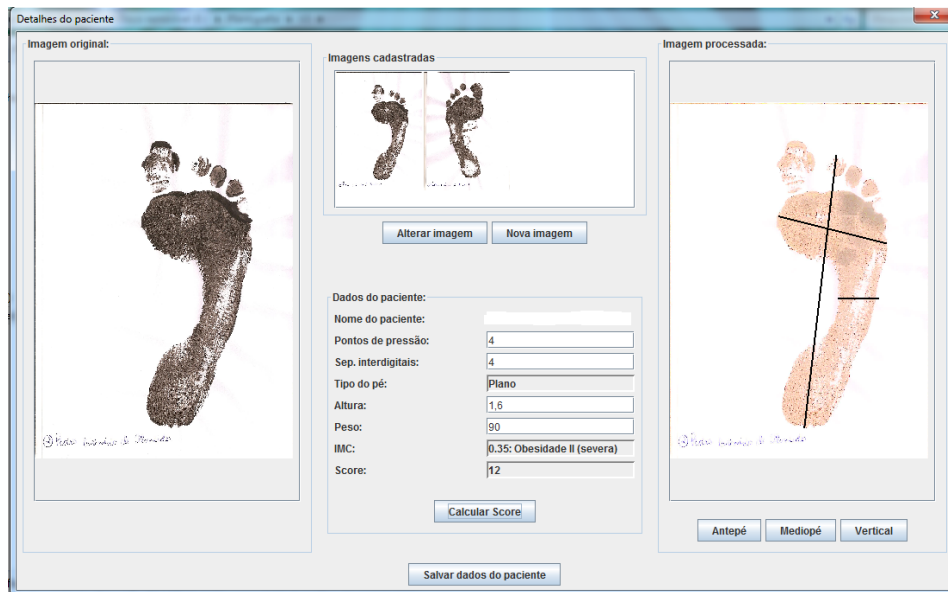 Detalhes do paciente
Imagem original:
Imagens cadastradas
Alterar imagem
Nova imagem
Dados do paciente:
Nome do paciente:
Pontos de pressão: 4
Sep. interdigitais: 4
Tipo do pé: Plano
Altura: 1,6
Peso: 90
IMC: 0.35: Obesidade II (severa)
Score: 12
Calcular Score
Salvar dados do paciente
Imagem processada:
Antepé
Mediopé
Vertical